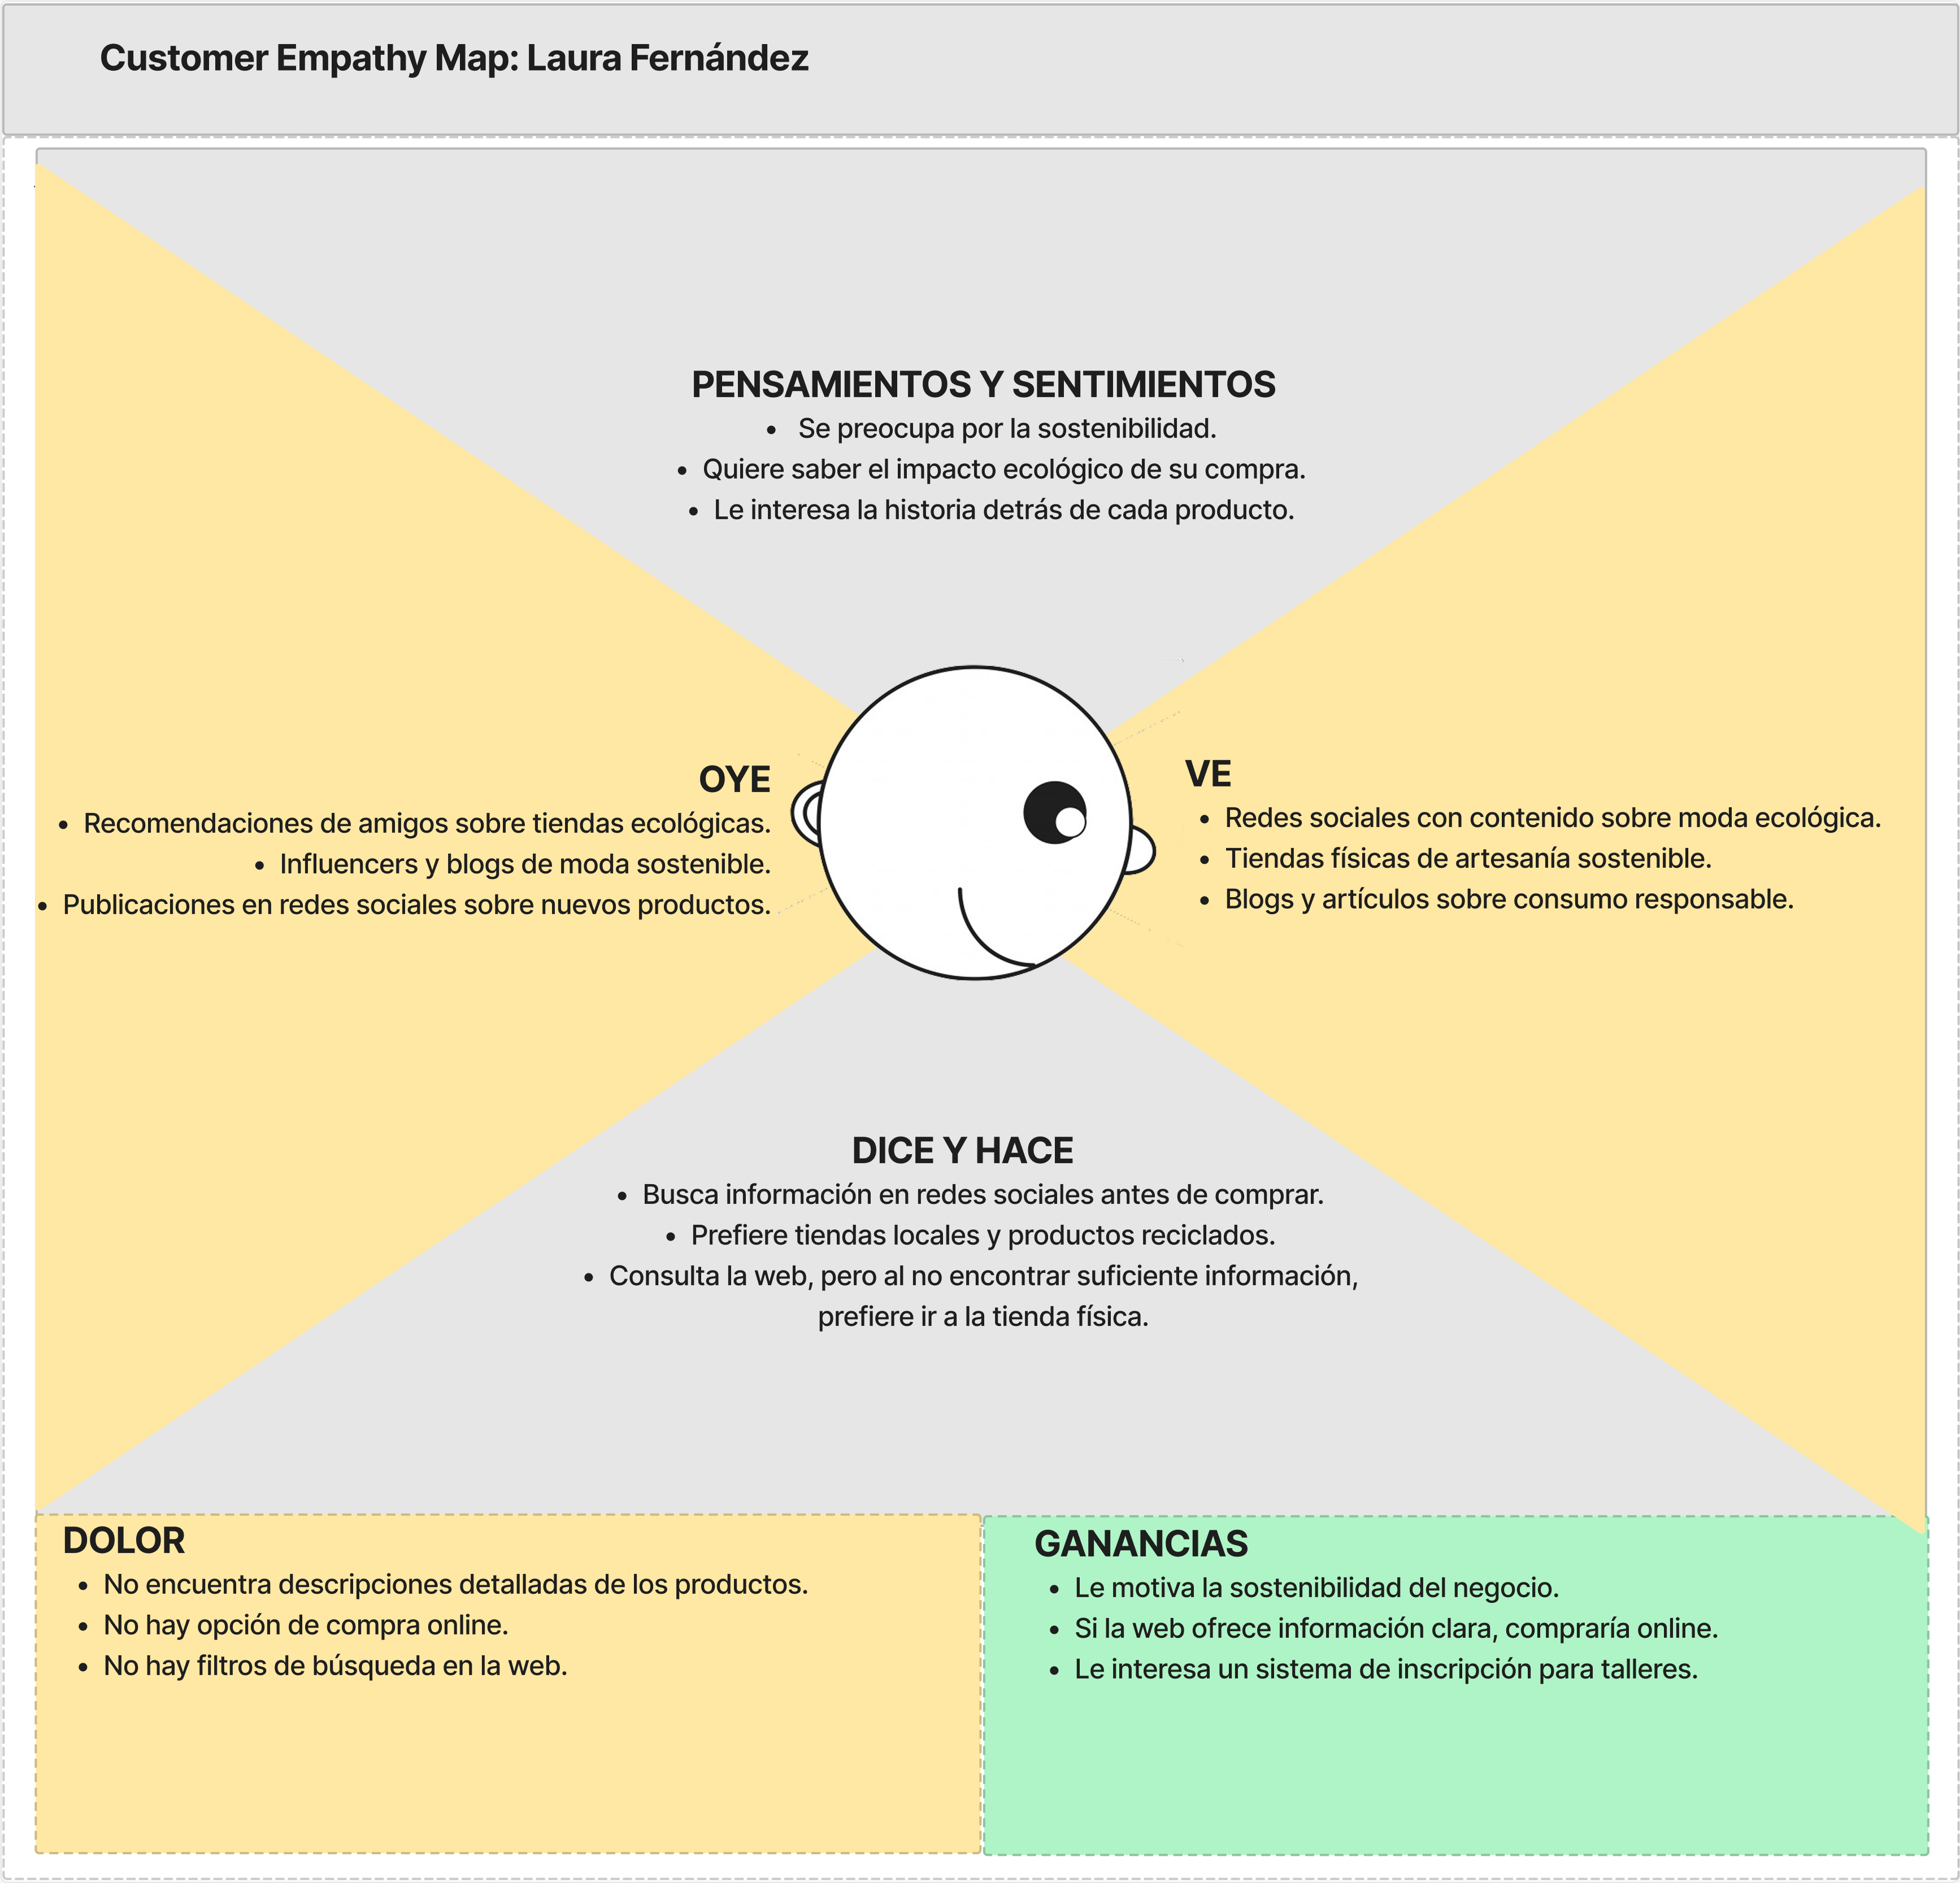 Customer Empathy Map: Laura Fernández
PENSAMIENTOS Y SENTIMIENTOS
• Se preocupa por la sostenibilidad.
• Quiere saber el impacto ecológico de su compra.
• Le interesa la historia detrás de cada producto.
OYE
• Recomendaciones de amigos sobre tiendas ecológicas.
• Influencers y blogs de moda sostenible.
• Publicaciones en redes sociales sobre nuevos productos.
VE
• Redes sociales con contenido sobre moda ecológica.
• Tiendas físicas de artesanía sostenible.
• Blogs y artículos sobre consumo responsable.
DICE Y HACE
• Busca información en redes sociales antes de comprar.
• Prefiere tiendas locales y productos reciclados.
• Consulta la web, pero al no encontrar suficiente información,
prefiere ir a la tienda física.
DOLOR
• No encuentra descripciones detalladas de los productos.
• No hay opción de compra online.
• No hay filtros de búsqueda en la web.
GANANCIAS
• Le motiva la sostenibilidad del negocio.
• Si la web ofrece información clara, compraría online.
• Le interesa un sistema de inscripción para talleres.